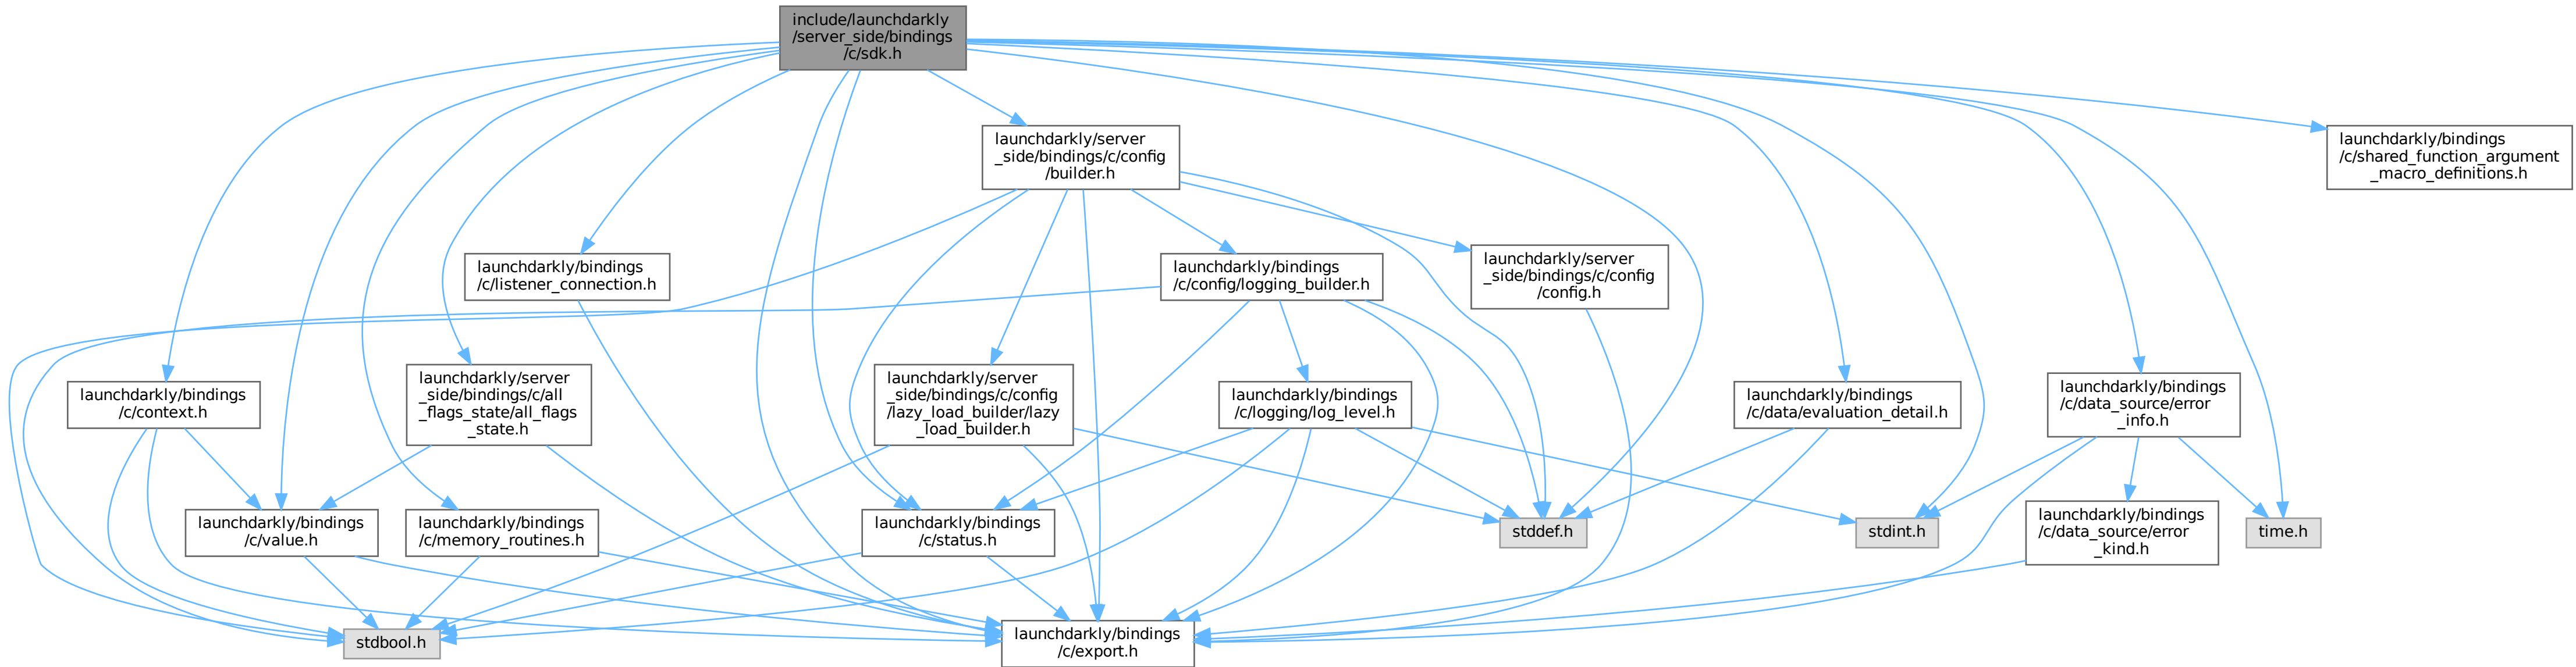 include/launchdarkly
/server_side/bindings
/c/sdk.h
launchdarkly/server
_side/bindings/c/config
/builder.h
launchdarkly/bindings
/c/shared_function_argument
_macro_definitions.h
launchdarkly/bindings
/c/listener_connection.h
launchdarkly/bindings
/c/config/logging_builder.h
launchdarkly/server
_side/bindings/c/config
/config.h
launchdarkly/bindings
/c/context.h
launchdarkly/server
_side/bindings/c/all
_flags_state/all_flags
_state.h
launchdarkly/server
_side/bindings/c/config
/lazy_load_builder/lazy
_load_builder.h
launchdarkly/bindings
/c/logging/log_level.h
launchdarkly/bindings
/c/data/evaluation_detail.h
launchdarkly/bindings
/c/data_source/error
_info.h
launchdarkly/bindings
/c/value.h
launchdarkly/bindings
/c/memory_routines.h
launchdarkly/bindings
/c/status.h
stddef.h
stdint.h
launchdarkly/bindings
/c/data_source/error
_kind.h
time.h
stdbool.h
launchdarkly/bindings
/c/export.h